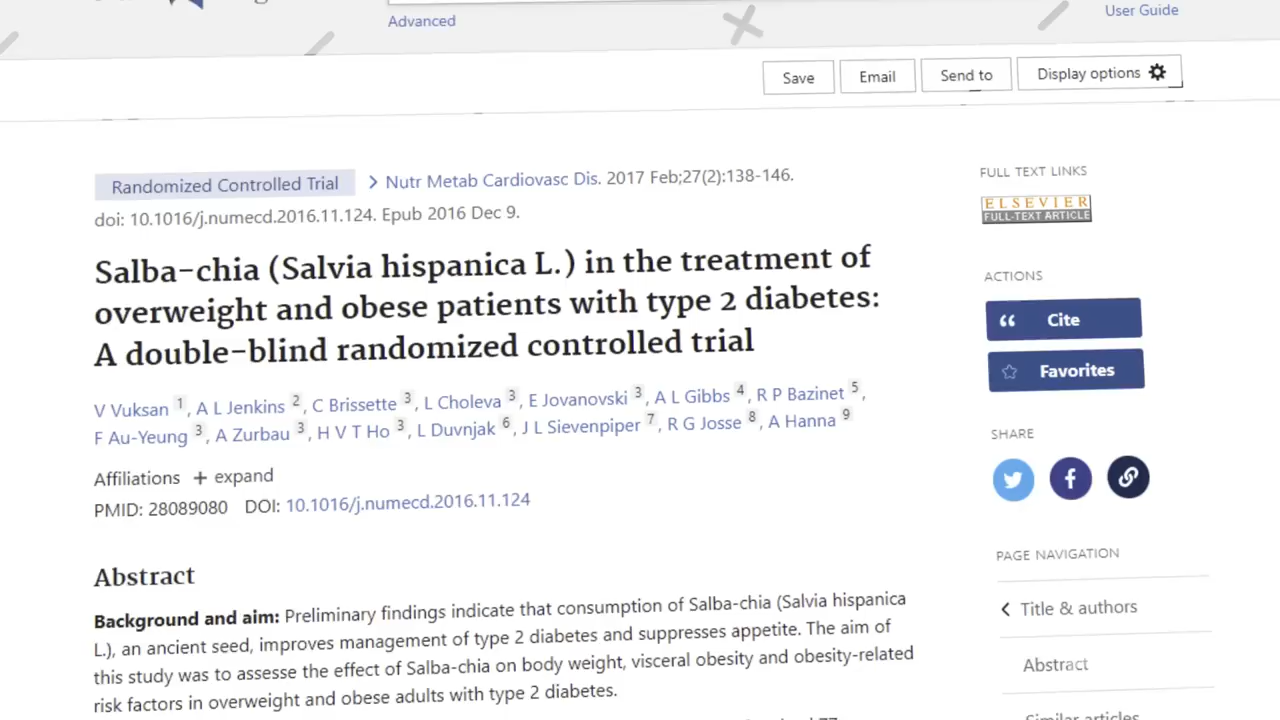 Advanced
User Guide
Save
Email
Send to
Display options
Randomized Controlled Trial
Nutr Metab Cardiovasc Dis. 2017 Feb;27(2):138-146.
doi: 10.1016/j.numecd.2016.11.124. Epub 2016 Dec 9.
Salba-chia (Salvia hispanica L.) in the treatment of
overweight and obese patients with type 2 diabetes:
A double-blind randomized controlled trial
V Vuksan 1, A L Jenkins 2, C Brissette 3, L Choleva 3, E Jovanovski 3, A L Gibbs 4, R P Bazinet 5,
F Au-Yeung 3, A Zurbau 3, H V T Ho 3, L Duvnjak 6, J L Sievenpiper 7, R G Josse 8, A Hanna 9
Affiliations + expand
PMID: 28089080 DOI: 10.1016/j.numecd.2016.11.124
Abstract
Background and aim: Preliminary findings indicate that consumption of Salba-chia (Salvia hispanica
L.), an ancient seed, improves management of type 2 diabetes and suppresses appetite. The aim of
this study was to assess the effect of Salba-chia on body weight, visceral obesity and obesity-related
risk factors in overweight and obese adults with type 2 diabetes.
FULL TEXT LINKS
ELSEVIER
FULL-TEXT ARTICLE
ACTIONS
Cite
Favorites
SHARE
PAGE NAVIGATION
Title & authors
Abstract
Similar articles